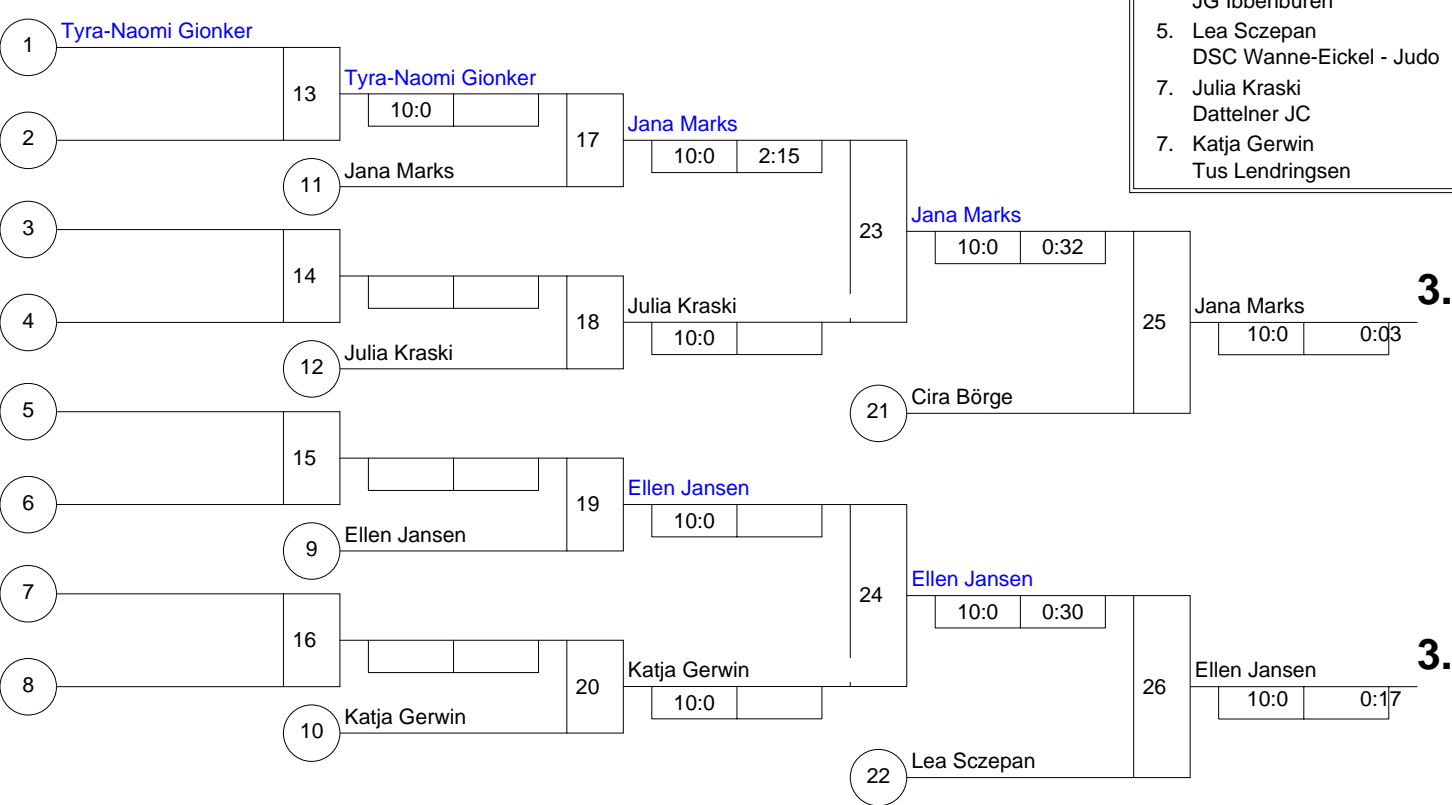 JG Ibbenbüren
5. Lea Sczepan
DSC Wanne-Eickel - Judo
7. Julia Kraski
Dattelner JC
7. Katja Gerwin
Tus Lendringsen
1 Tyra-Naomi Gionker
13
Tyra-Naomi Gionker
10:0
2
17
Jana Marks
10:0 2:15
11 Jana Marks
3
23
Jana Marks
10:0 0:32
14
3.
4
18
Julia Kraski
10:0
25
Jana Marks
10:0 0:03
12 Julia Kraski
5
21 Cira Börge
15
6
19
Ellen Jansen
10:0
9 Ellen Jansen
7
24
Ellen Jansen
10:0 0:30
16
3.
8
20
Katja Gerwin
10:0
26
Ellen Jansen
10:0 0:17
10 Katja Gerwin
22 Lea Sczepan